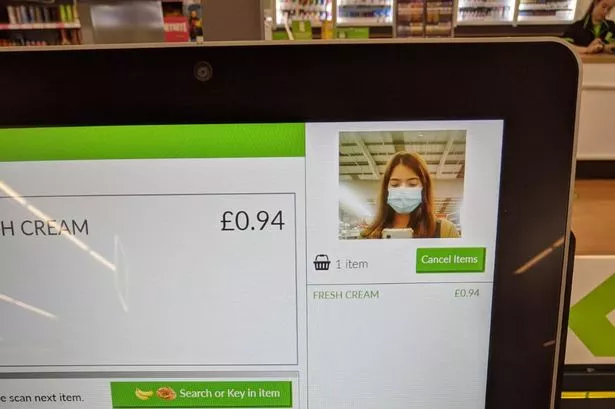 H CREAM £0.94
1 item
Cancel Items
FRESH CREAM £0.94
e scan next item.
Search or Key in item